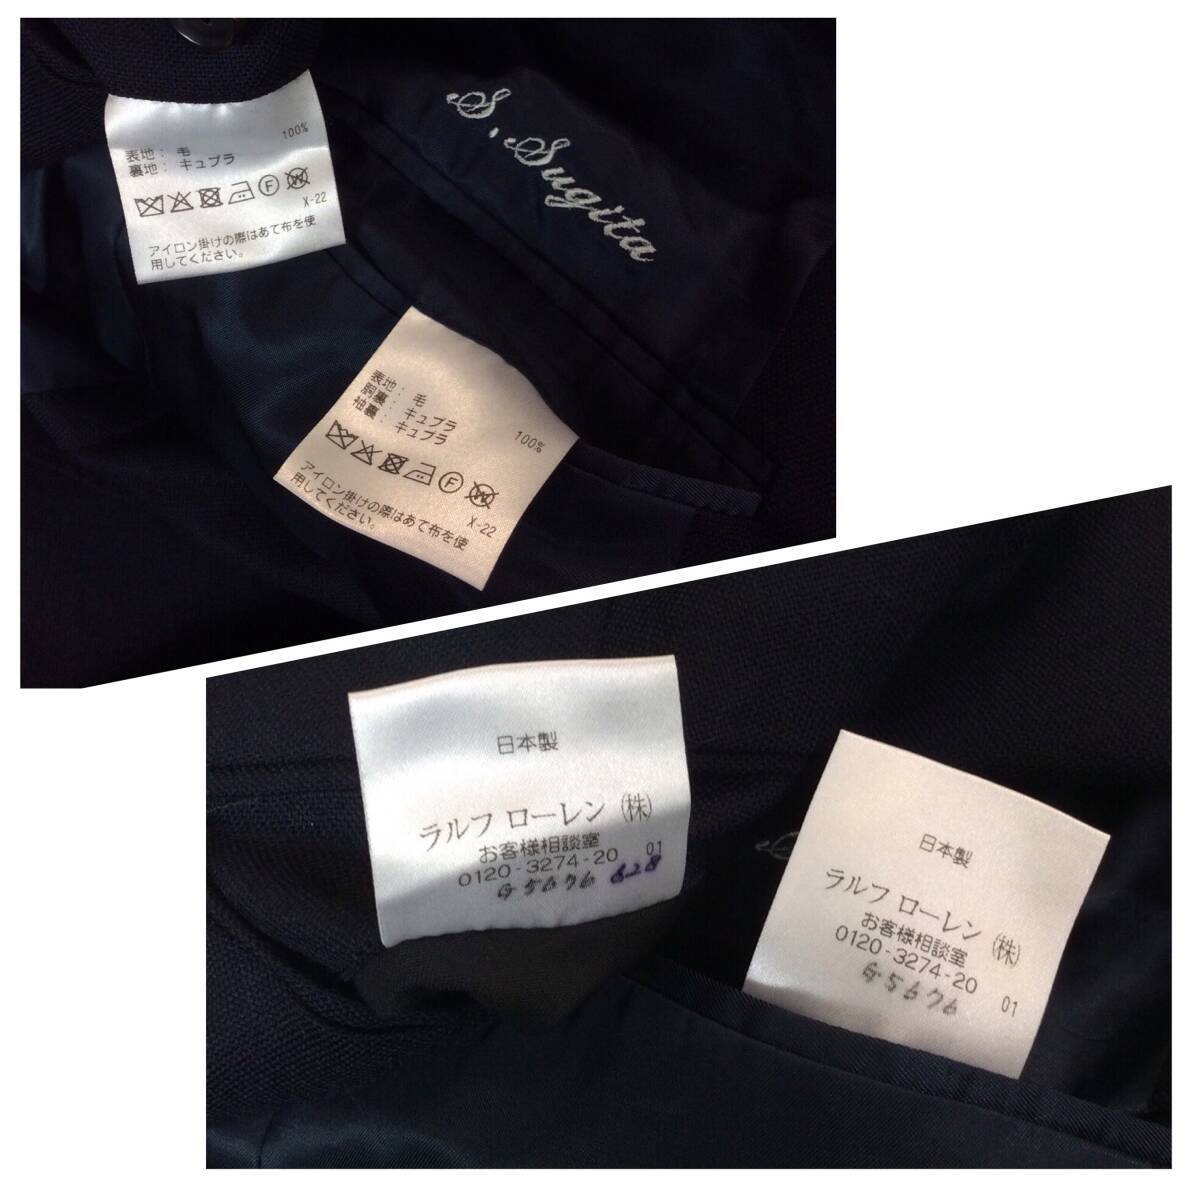 100%
表地: 毛
裏地: キュプラ
X-22
アイロン掛けの際はあて布を使
用してください。
S. Sugita
表地: 毛
胴裏: キュプラ
袖裏: キュプラ
100%
X-22
アイロン掛けの際はあて布を使
用してください。
日本製
ラルフ ローレン ㈱
お客様相談室
0120-3274-20 01
G5676 628
日本製
ラルフ ローレン ㈱
お客様相談室
0120-3274-20
01
G5676